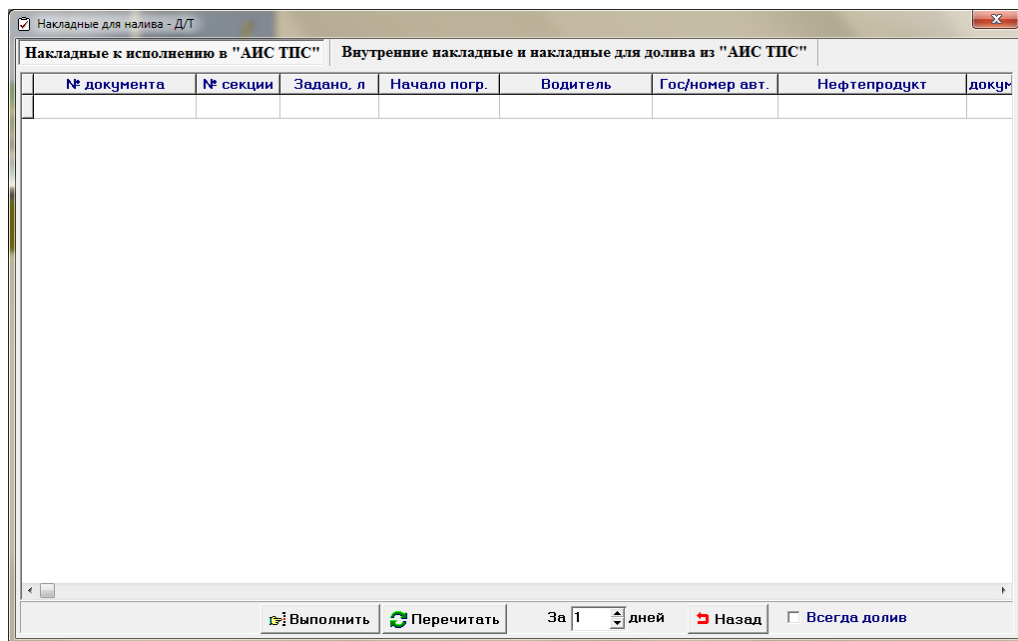 Накладные для налива - Д/Т
Накладные к исполнению в "АИС ТПС" Внутренние накладные и накладные для долива из "АИС ТПС"
№ документа № секции Задано, л Начало погр. Водитель Гос/номер авт. Нефтепродукт докум
Выполнить Перечитать За 1 дней Назад Всегда долив